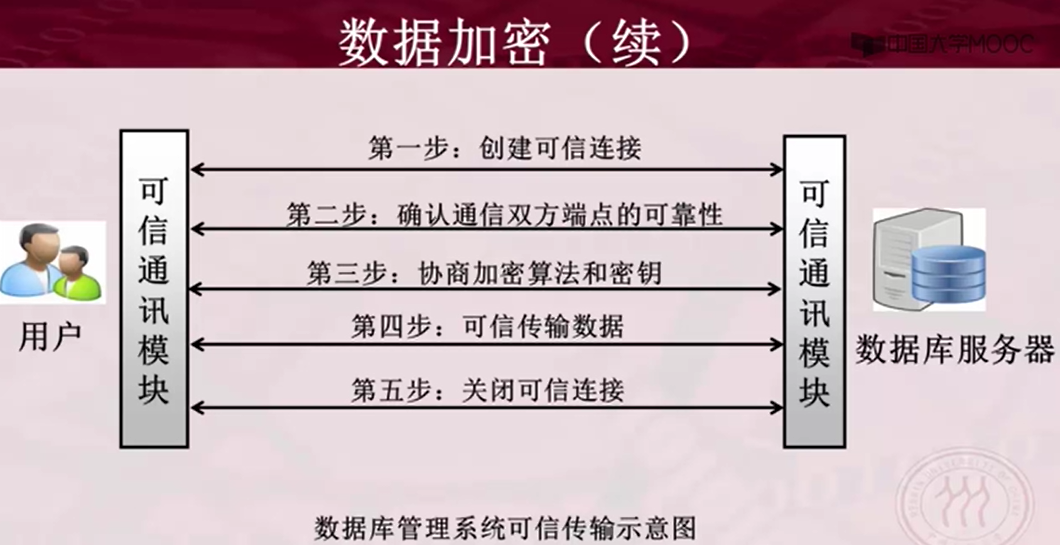 数据加密（续）
中国大学MOOC
第一步：创建可信连接
第二步：确认通信双方端点的可靠性
第三步：协商加密算法和密钥
第四步：可信传输数据
第五步：关闭可信连接
可信通讯模块
可信通讯模块
用户
数据库服务器
数据库管理系统可信传输示意图